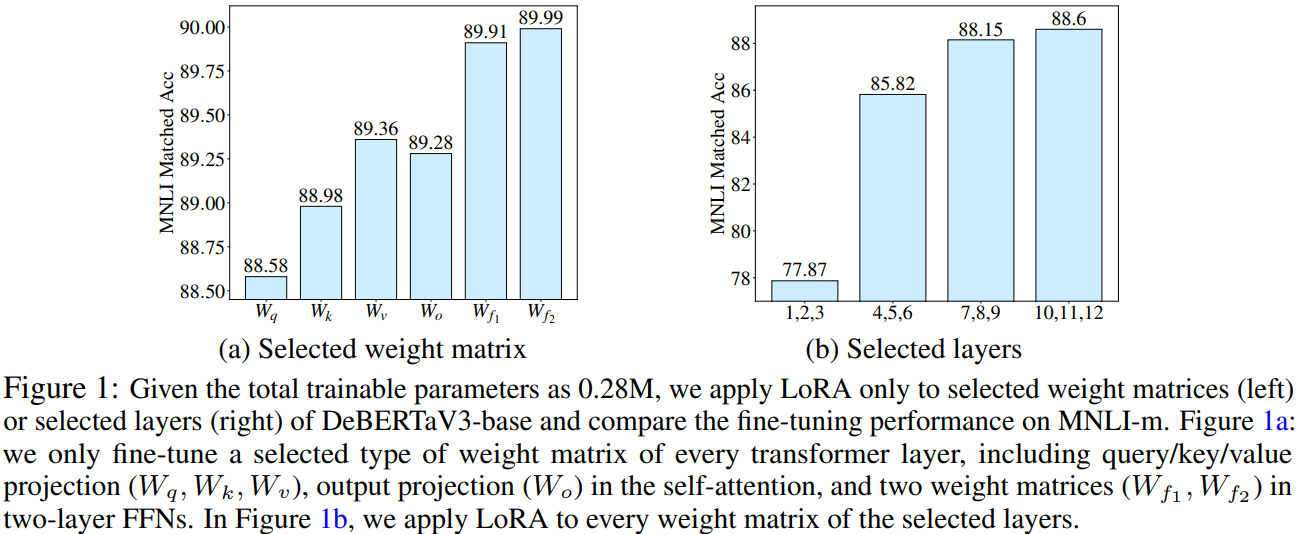 MNLI Matched Acc
90.00
89.75
89.50
89.25
89.00
88.75
88.50
88.58
88.98
89.36
89.28
89.91
89.99
W_q W_k W_v W_o W_{f_1} W_{f_2}
(a) Selected weight matrix
MNLI Matched Acc
88
86
84
82
80
78
77.87
85.82
88.15
88.6
1,2,3 4,5,6 7,8,9 10,11,12
(b) Selected layers
Figure 1: Given the total trainable parameters as 0.28M, we apply LoRA only to selected weight matrices (left)
or selected layers (right) of DeBERTaV3-base and compare the fine-tuning performance on MNLI-m. Figure 1a:
we only fine-tune a selected type of weight matrix of every transformer layer, including query/key/value
projection (W_q, W_k, W_v), output projection (W_o) in the self-attention, and two weight matrices (W_{f_1}, W_{f_2}) in
two-layer FFNs. In Figure 1b, we apply LoRA to every weight matrix of the selected layers.